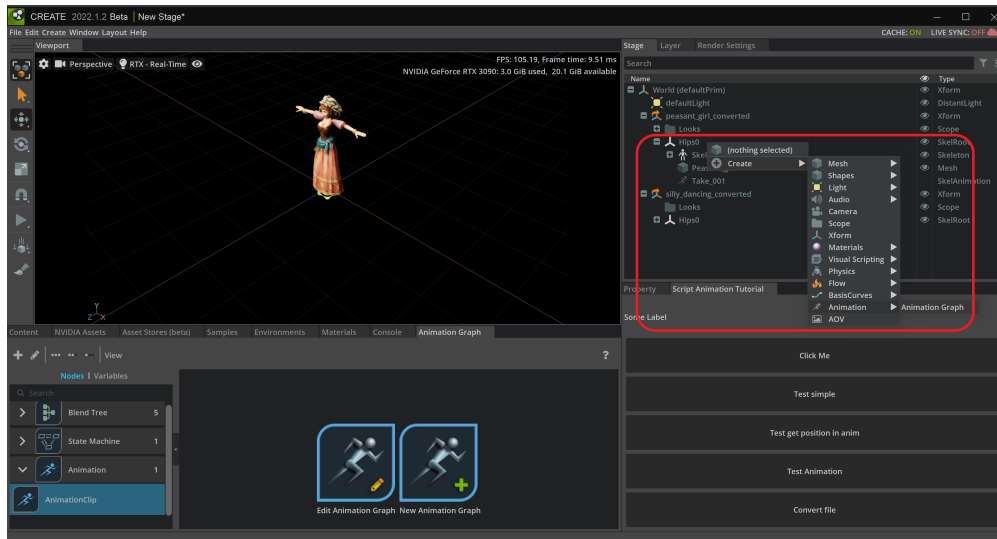 CREATE 2022.1.2 Beta | New Stage*
File Edit Create Window Layout Help
CACHE: ON LIVE SYNC: OFF
Viewport
Perspective
RTX - Real-Time
FPS: 105.19, Frame time: 9.51 ms
NVIDIA GeForce RTX 3090: 3.0 GiB used, 20.1 GiB available
Y
Z
X
Stage Layer Render Settings
Search
Name Type
World (defaultPrim) Xform
defaultLight DistantLight
peasant_girl_converted Xform
Looks Scope
Hips0 SkelRoot
Skel Skeleton
Peas Mesh
Take_001 SkelAnimation
silly_dancing_converted Xform
Looks Scope
Hips0 SkelRoot
(nothing selected)
Create
Mesh
Shapes
Light
Audio
Camera
Scope
Xform
Materials
Visual Scripting
Physics
Flow
BasisCurves
Animation
AOV
Animation Graph
Property Script Animation Tutorial
Some Label
Click Me
Test simple
Test get position in anim
Test Animation
Convert file
Content NVIDIA Assets Asset Stores (beta) Samples Environments Materials Console Animation Graph
View
?
Nodes | Variables
Search
Blend Tree 5
State Machine 1
Animation 1
AnimationClip
<
Edit Animation Graph New Animation Graph